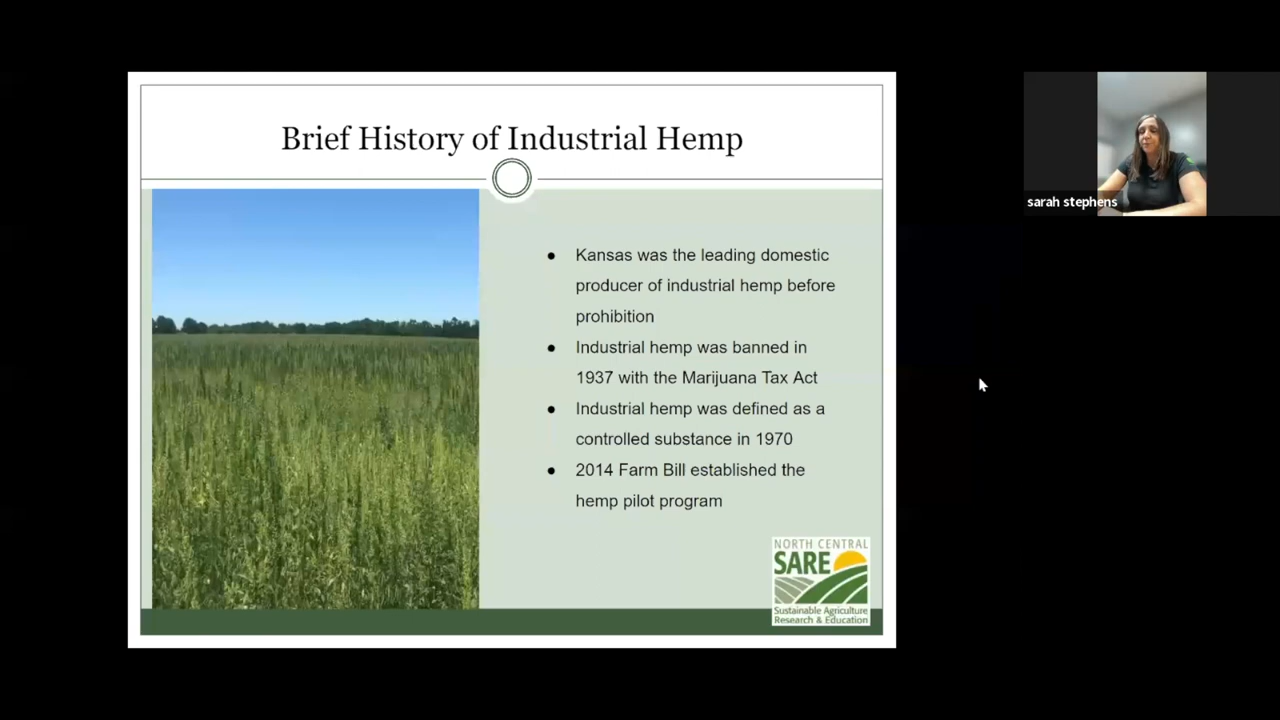 Brief History of Industrial Hemp
sarah stephens
● Kansas was the leading domestic
producer of industrial hemp before
prohibition
● Industrial hemp was banned in
1937 with the Marijuana Tax Act
● Industrial hemp was defined as a
controlled substance in 1970
● 2014 Farm Bill established the
hemp pilot program
NORTH CENTRAL
SARE
Sustainable Agriculture
Research & Education